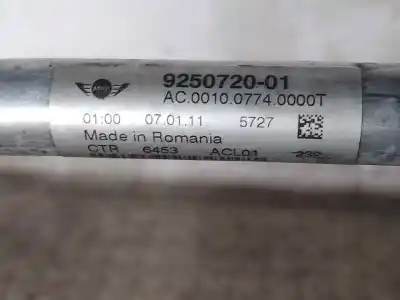 9250720-01
AC.0010.0774.0000T
01:00 07.01.11 5727
Made in Romania
CTR 6453 ACL01